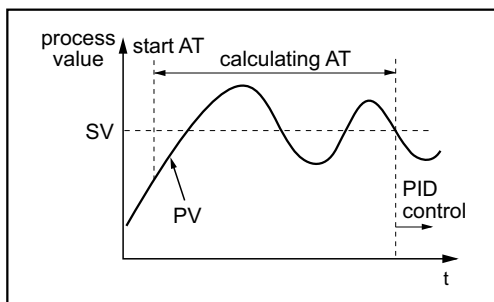 process
value
start AT
calculating AT
SV
PV
PID
control
t